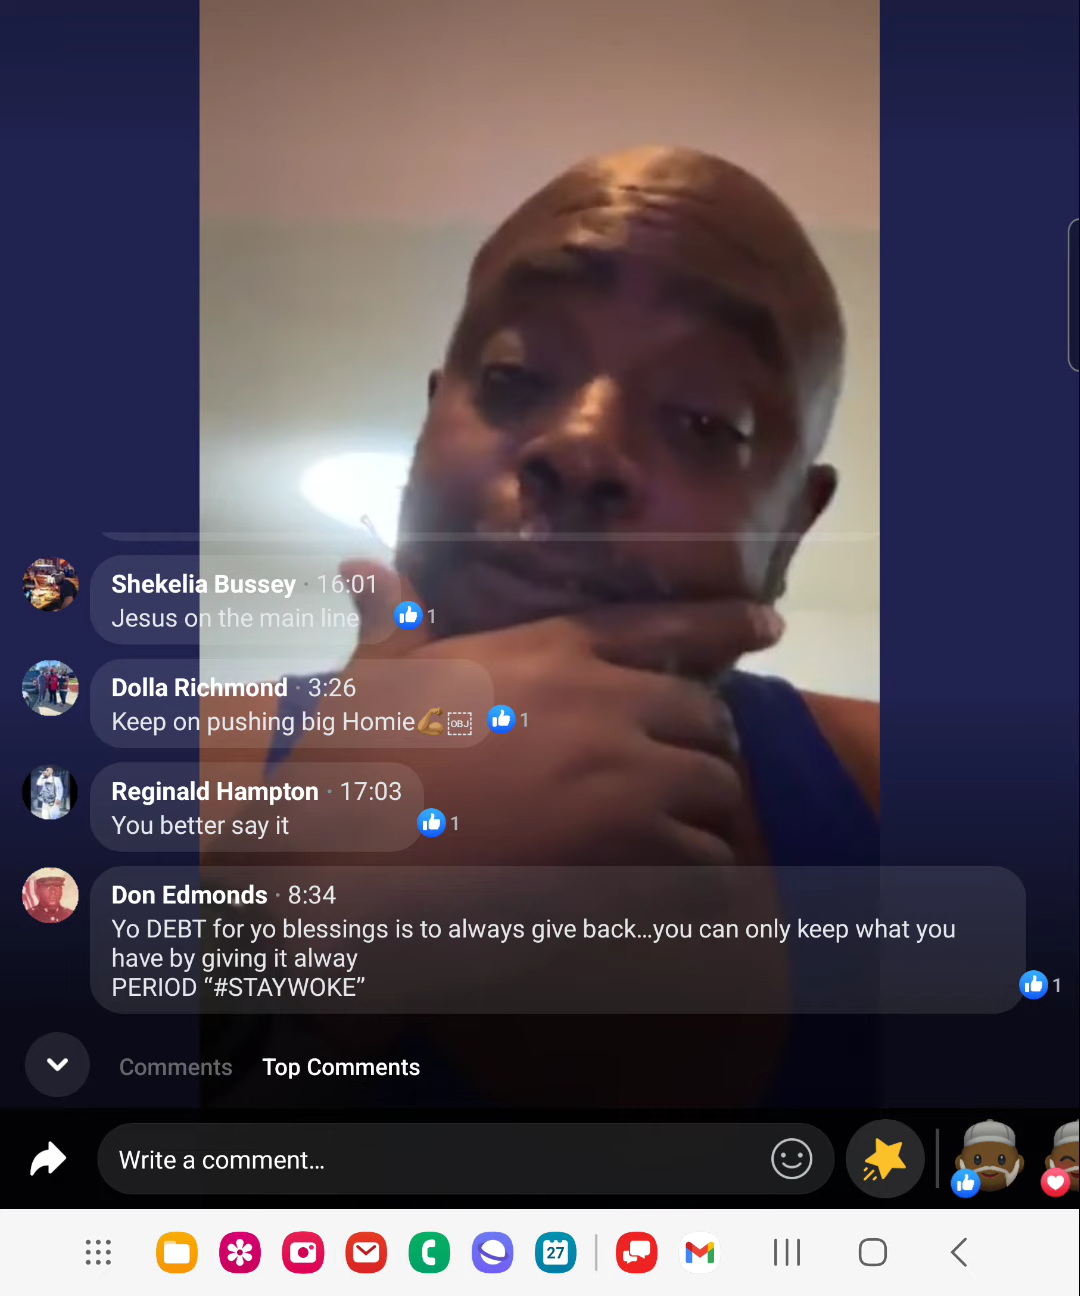 Shekelia Bussey · 16:01
Jesus on the main line
1
Dolla Richmond · 3:26
Keep on pushing big Homie💪🏽OBJ
1
Reginald Hampton · 17:03
You better say it
1
Don Edmonds · 8:34
Yo DEBT for yo blessings is to always give back...you can only keep what you
have by giving it alway
PERIOD “#STAYWOKE”
1
Comments Top Comments
Write a comment...
27